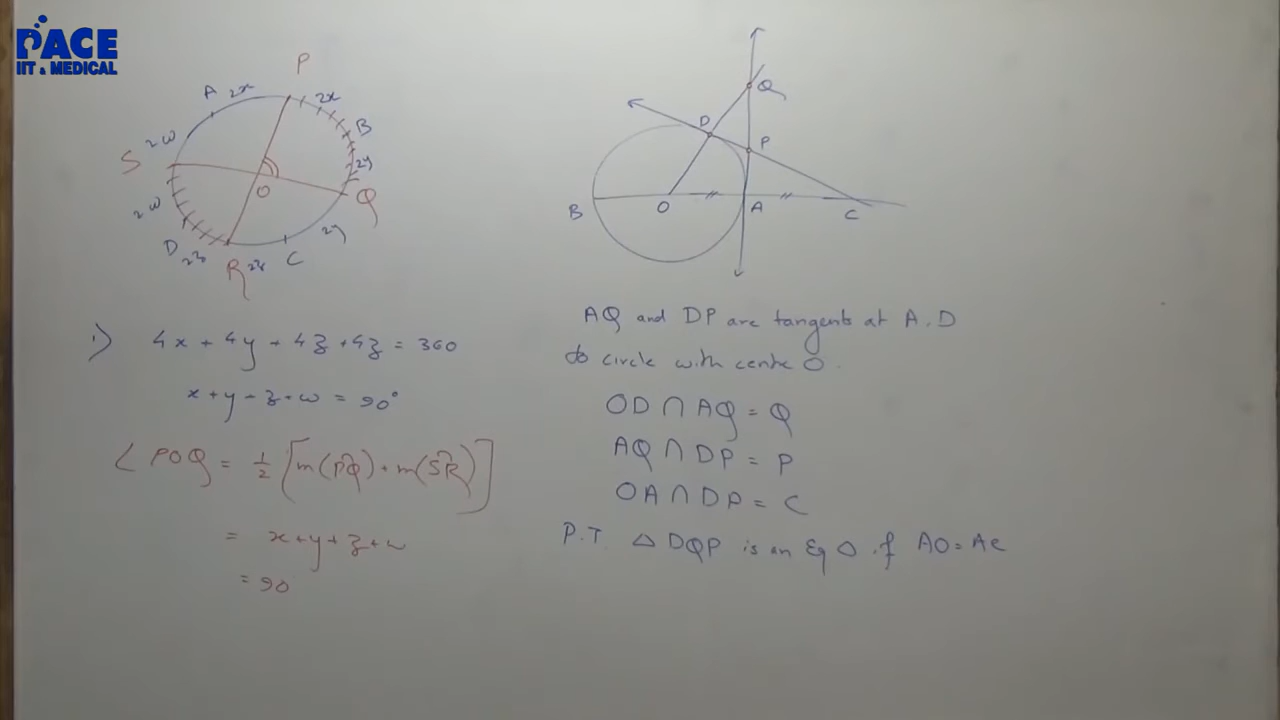 PACE
IIT & MEDICAL
P
A 2x
2x
B
2w
S
2y
O
Q
2w
D
2z
R
2z
C
2y
i)
4x + 4y + 4z + 4z = 360
x + y + z + w = 90°
∠POQ = 1/2 [m(PQ) + m(SR)]
= x + y + z + w
= 90
Q
D
P
B
O
A
C
AQ and DP are tangents at A, D
to circle with centre O.
OD ∩ AQ = Q
AQ ∩ DP = P
OA ∩ DP = C
P.T. △ DQP is an Eq △ if AO = AC